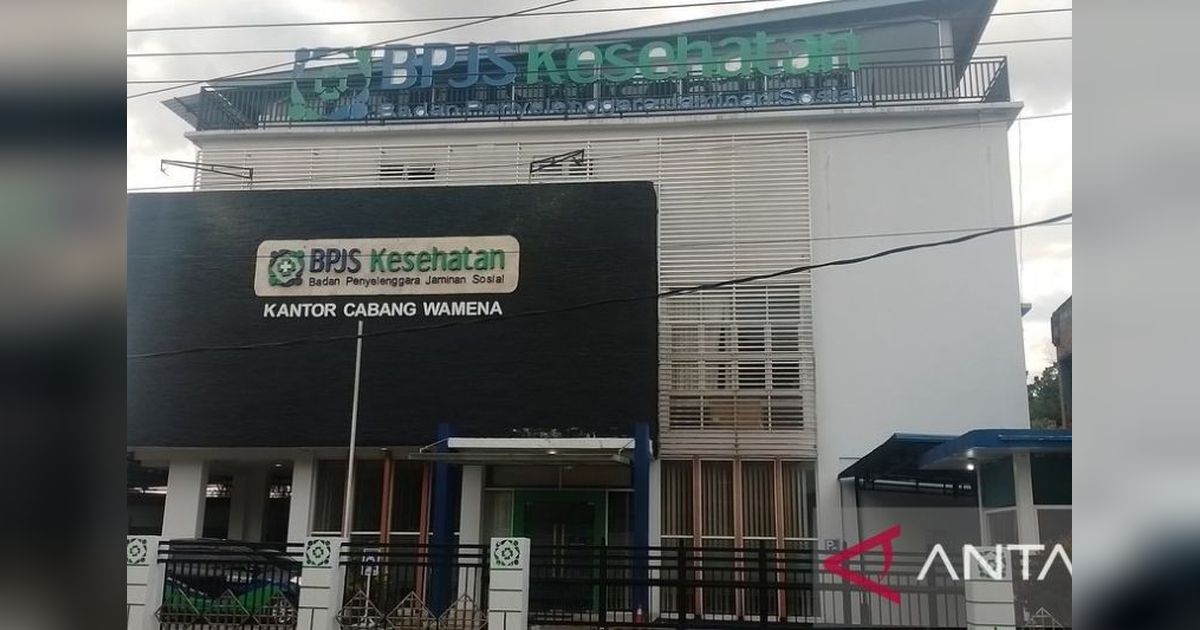 BPJS Kesehatan
Badan Penyelenggara Jaminan Sosial
BPJS Kesehatan
Badan Penyelenggara Jaminan Sosial
KANTOR CABANG WAMENA
P
ANTA